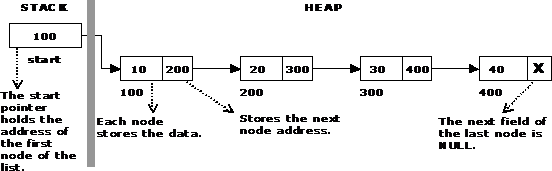 STACK
HEAP
100
start
10 200
20 300
30 400
40 X
100
200
300
400
The start
pointer
holds the
address of
the first
node of the
list.
Each node
stores the data.
Stores the next
node address.
The next field of
the last node is
NULL.